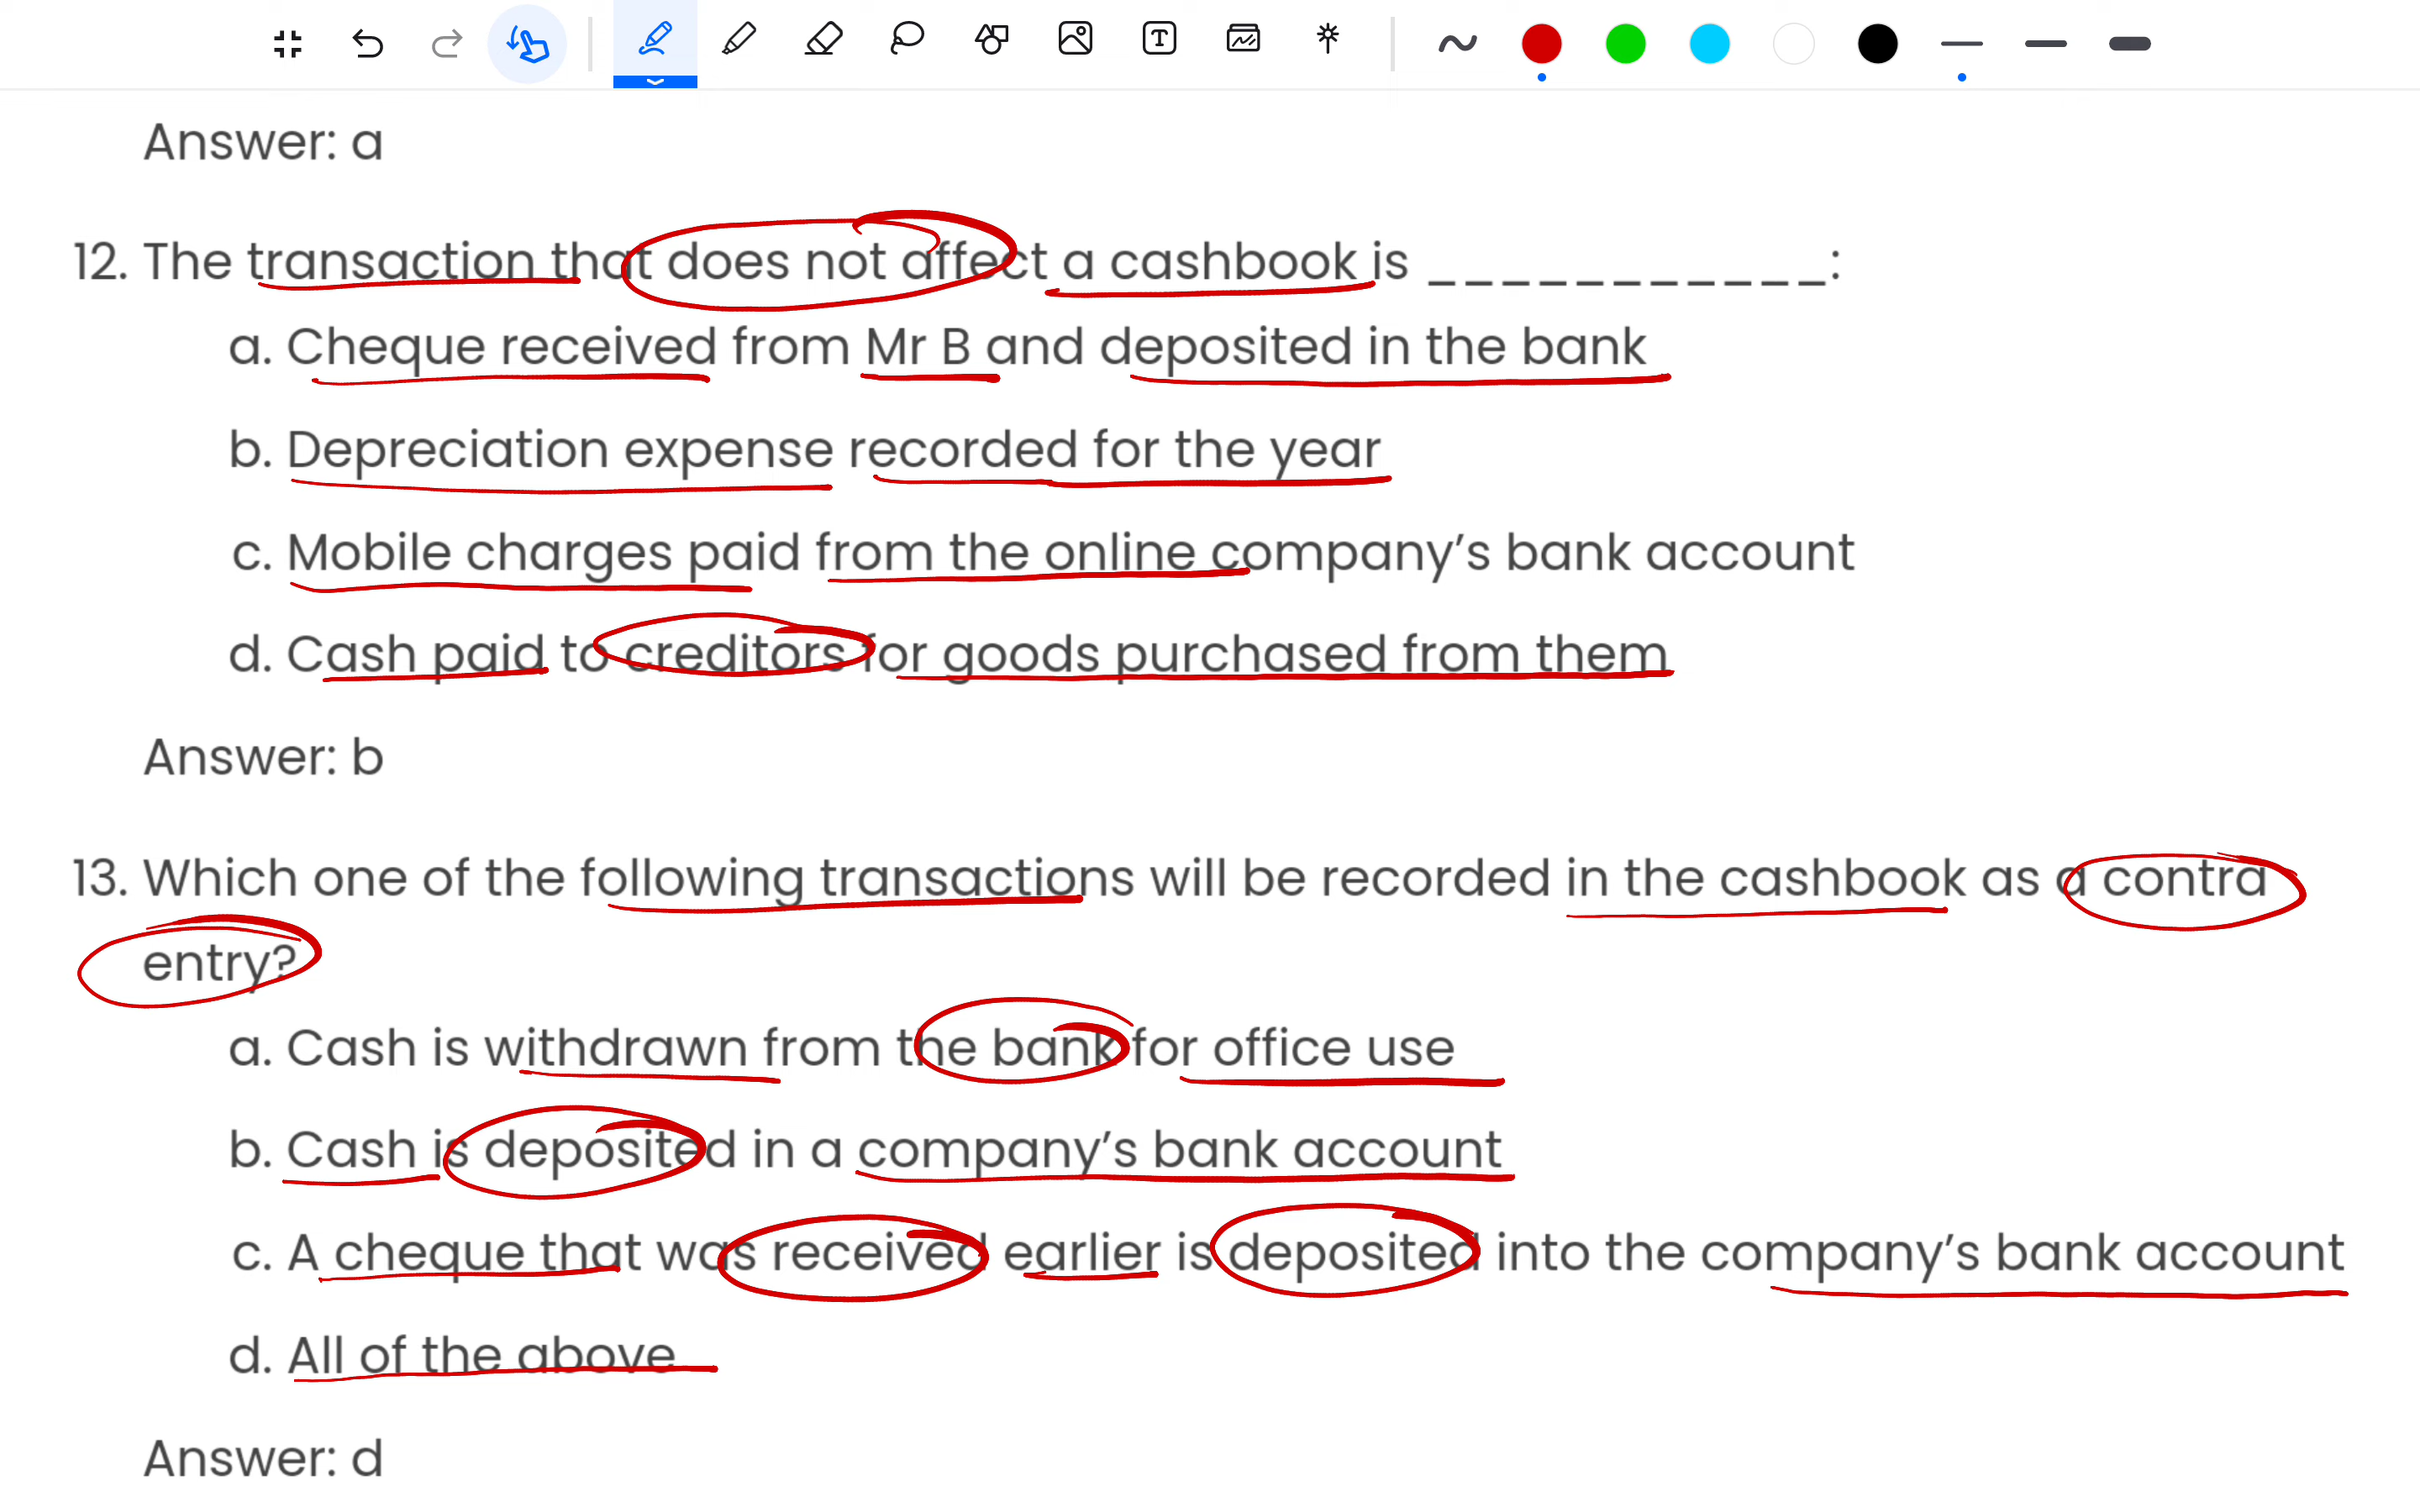 Answer: a
12. The transaction that does not affect a cashbook is ___________:
a. Cheque received from Mr B and deposited in the bank
b. Depreciation expense recorded for the year
c. Mobile charges paid from the online company’s bank account
d. Cash paid to creditors for goods purchased from them
Answer: b
13. Which one of the following transactions will be recorded in the cashbook as a contra
entry?
a. Cash is withdrawn from the bank for office use
b. Cash is deposited in a company’s bank account
c. A cheque that was received earlier is deposited into the company’s bank account
d. All of the above
Answer: d